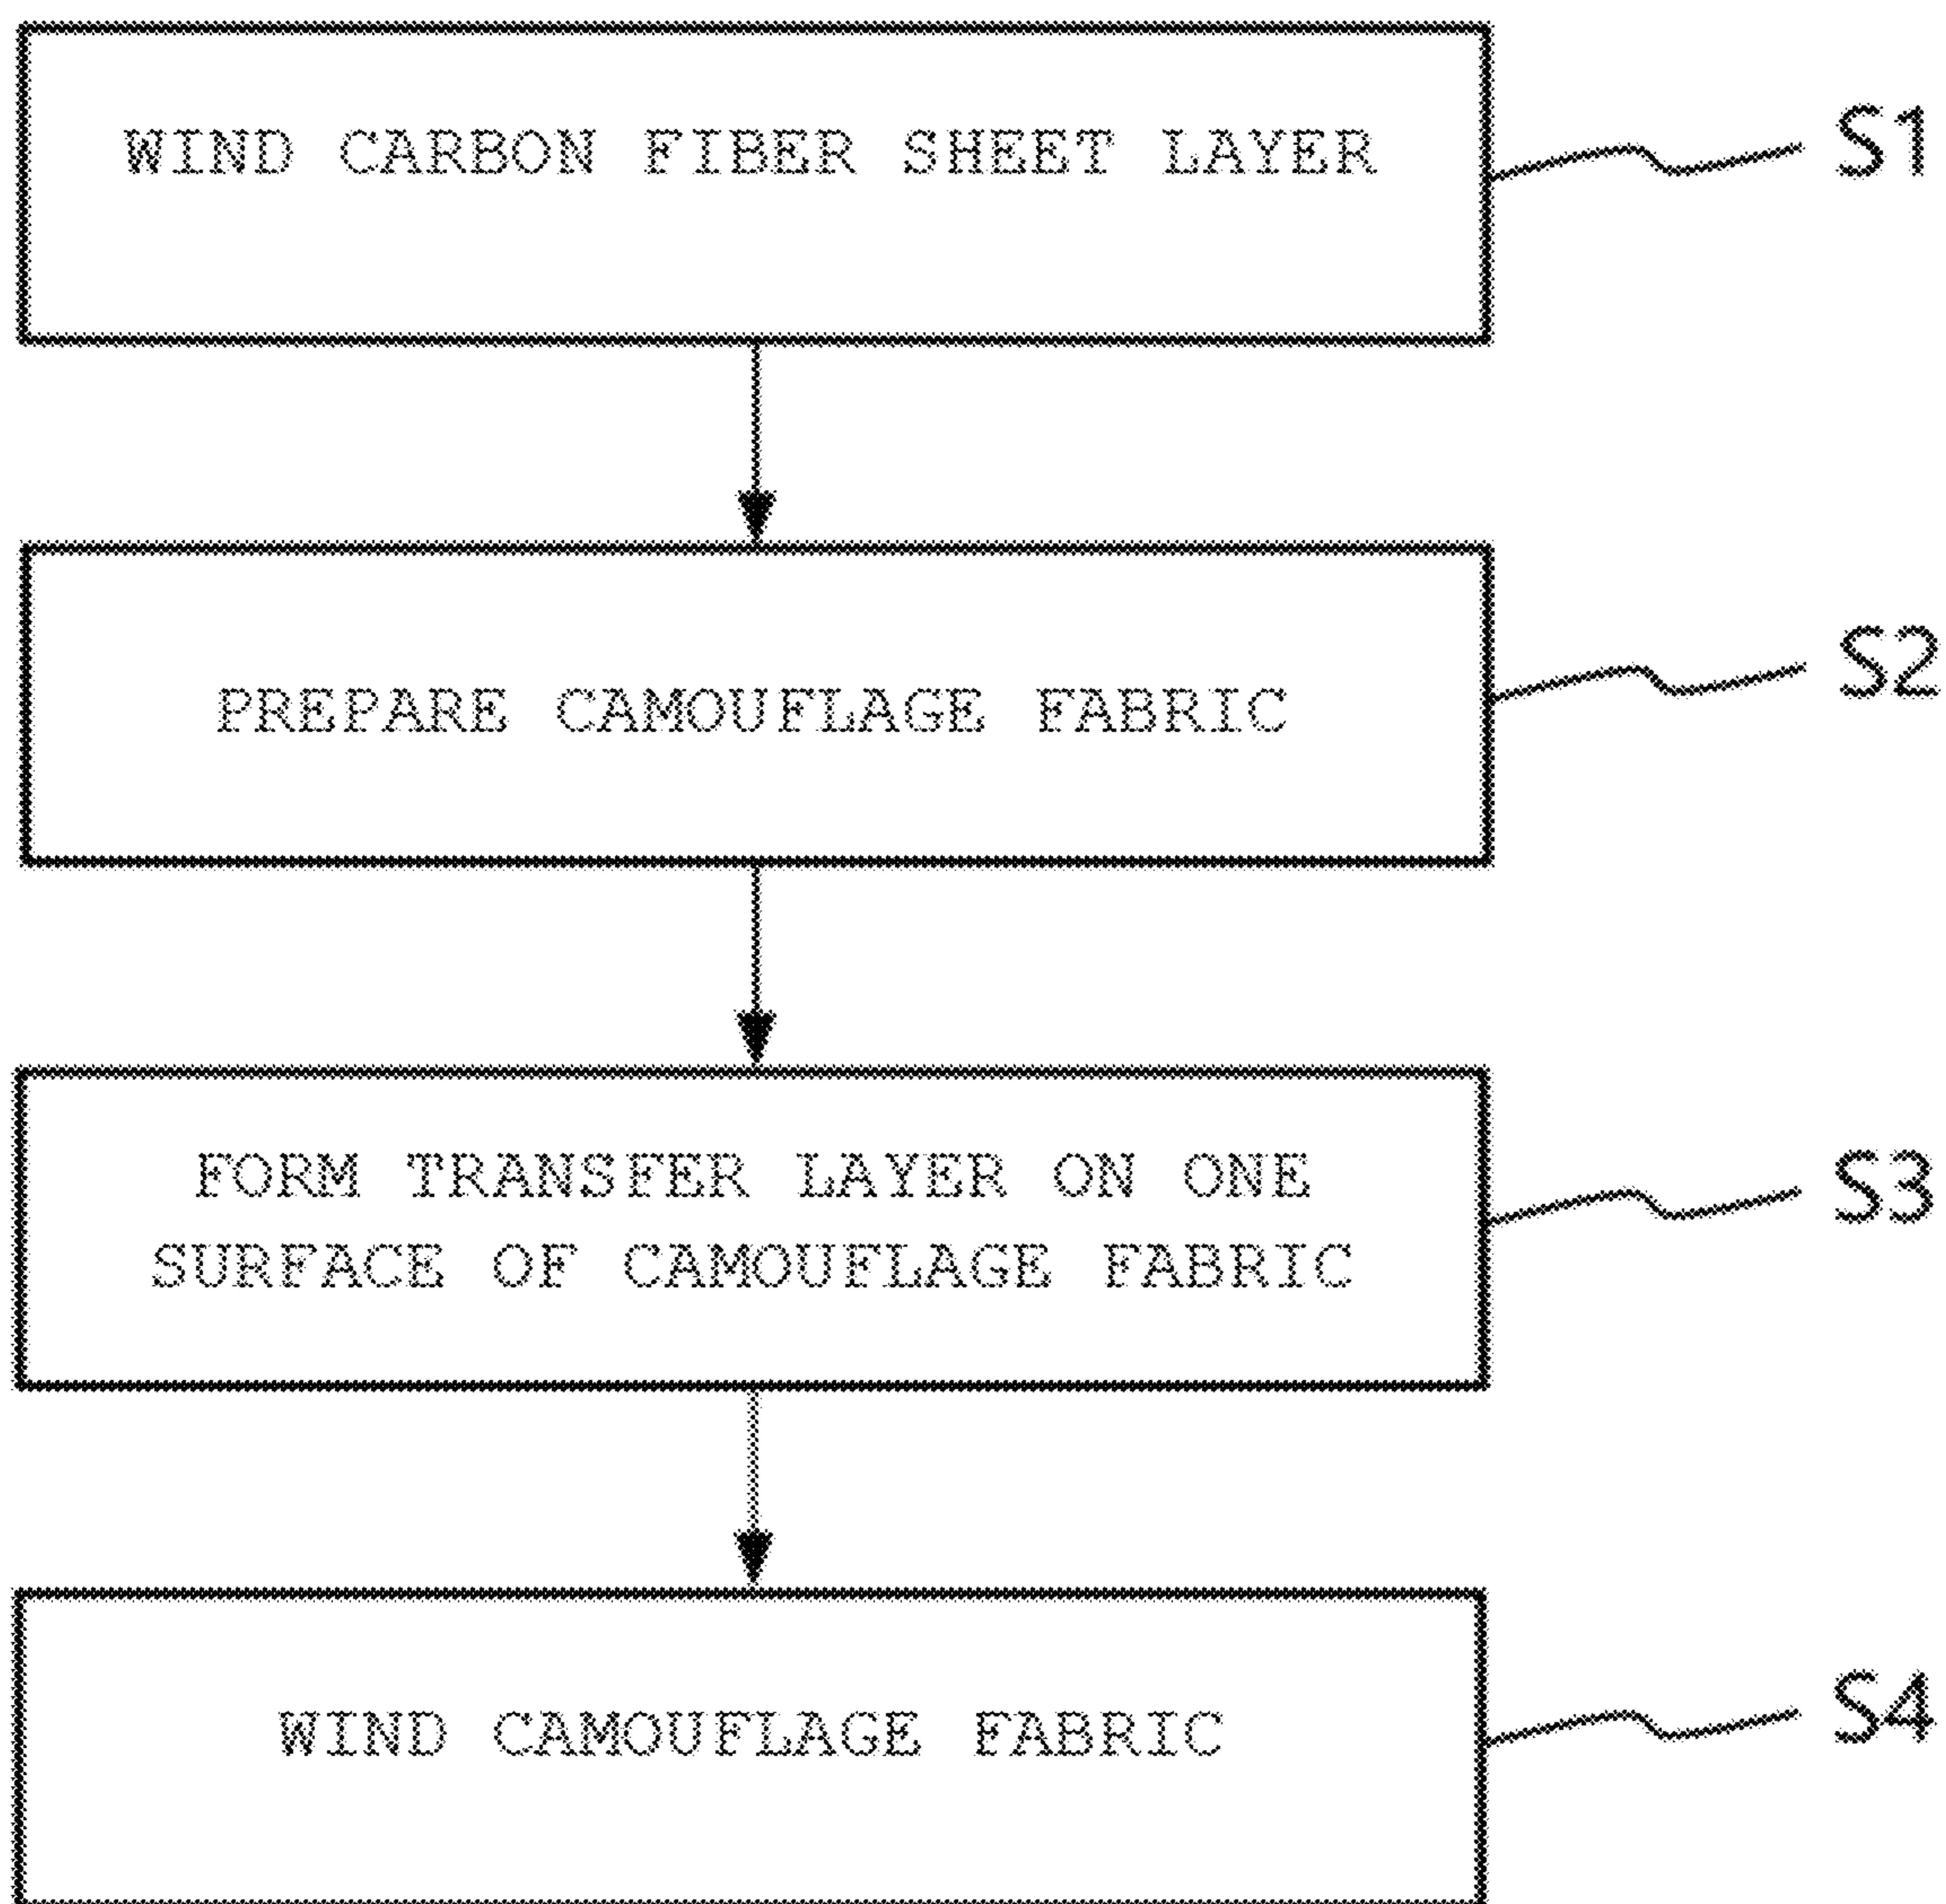 WIND CARBON FIBER SHEET LAYER
S1
PREPARE CAMOUFLAGE FABRIC
S2
FORM TRANSFER LAYER ON ONE
SURFACE OF CAMOUFLAGE FABRIC
S3
WIND CAMOUFLAGE FABRIC
S4